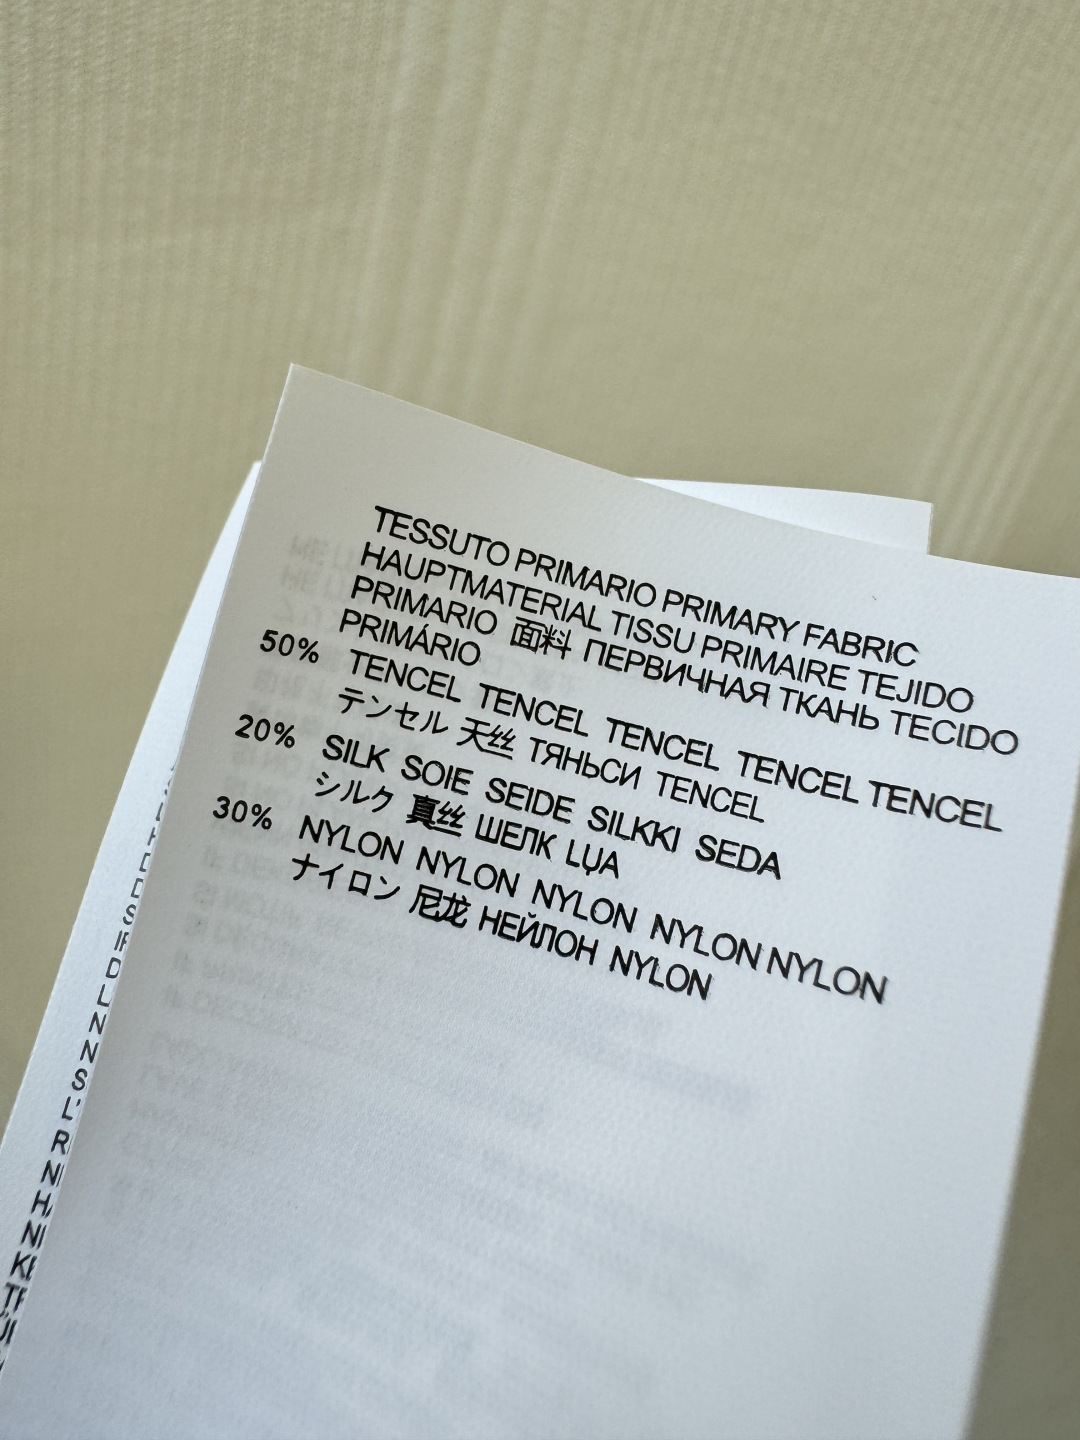 TESSUTO PRIMARIO PRIMARY FABRIC
HAUPTMATERIAL TISSU PRIMAIRE TEJIDO
PRIMARIO 面料 ПЕРВИЧНАЯ ТКАНЬ TECIDO
PRIMÁRIO
50% TENCEL TENCEL TENCEL TENCEL TENCEL
テンセル 天丝 ТЯНЬСИ TENCEL
20% SILK SOIE SEIDE SILKKI SEDA
シルク 真丝 ШЕЛК LỤA
30% NYLON NYLON NYLON NYLON NYLON
ナイロン 尼龙 НЕЙЛОН NYLON